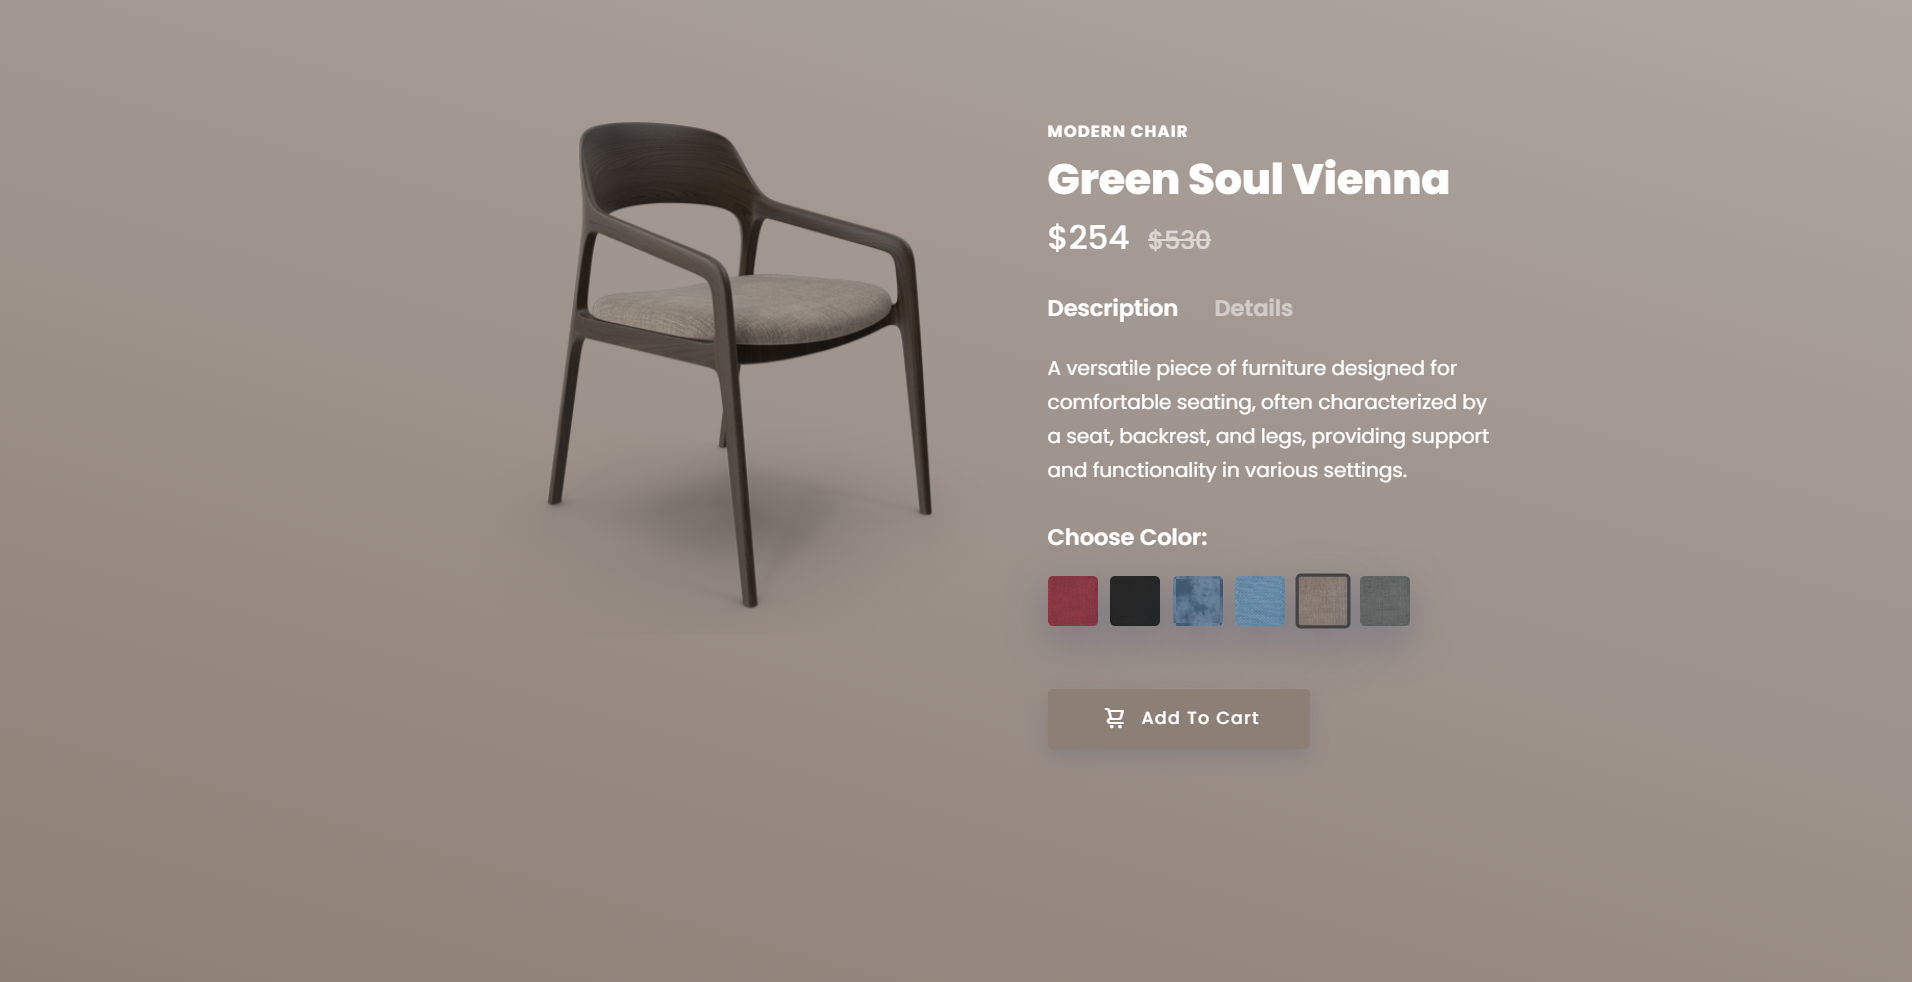 MODERN CHAIR
Green Soul Vienna
$254 $530
Description Details
A versatile piece of furniture designed for
comfortable seating, often characterized by
a seat, backrest, and legs, providing support
and functionality in various settings.
Choose Color:
Add To Cart